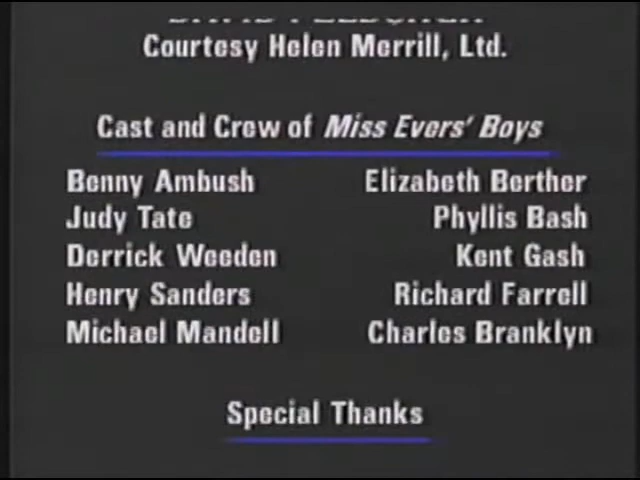 Courtesy Helen Merrill, Ltd.
Cast and Crew of Miss Evers' Boys
Benny Ambush Elizabeth Berther
Judy Tate Phyllis Bash
Derrick Weeden Kent Gash
Henry Sanders Richard Farrell
Michael Mandell Charles Branklyn
Special Thanks